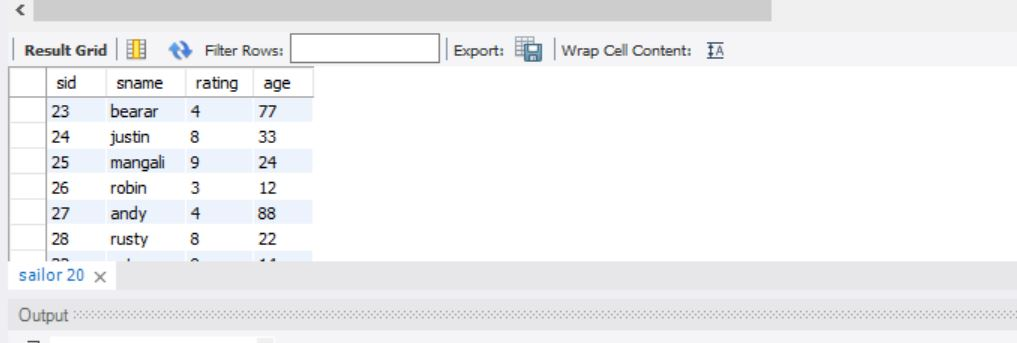 Result Grid Filter Rows: Export: Wrap Cell Content: IA
sid sname rating age
23 bearar 4 77
24 justin 8 33
25 mangali 9 24
26 robin 3 12
27 andy 4 88
28 rusty 8 22
sailor 20
Output